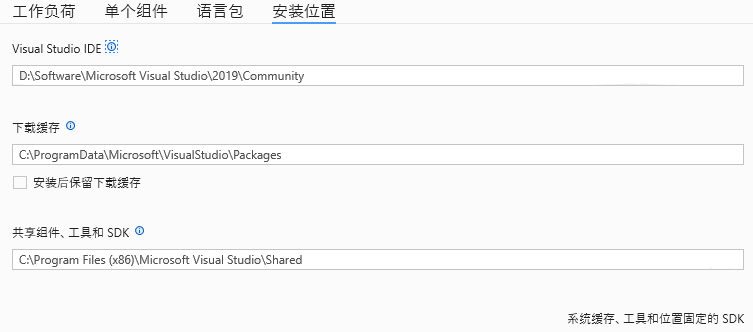 工作负荷 单个组件 语言包 安装位置
Visual Studio IDE
D:\Software\Microsoft Visual Studio\2019\Community
下载缓存
C:\ProgramData\Microsoft\VisualStudio\Packages
安装后保留下载缓存
共享组件、工具和 SDK
C:\Program Files (x86)\Microsoft Visual Studio\Shared
系统缓存、工具和位置固定的 SDK